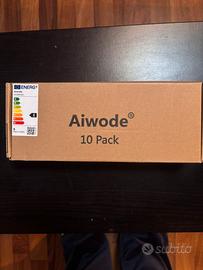 ENERG
Aiwode®
10 Pack
subito